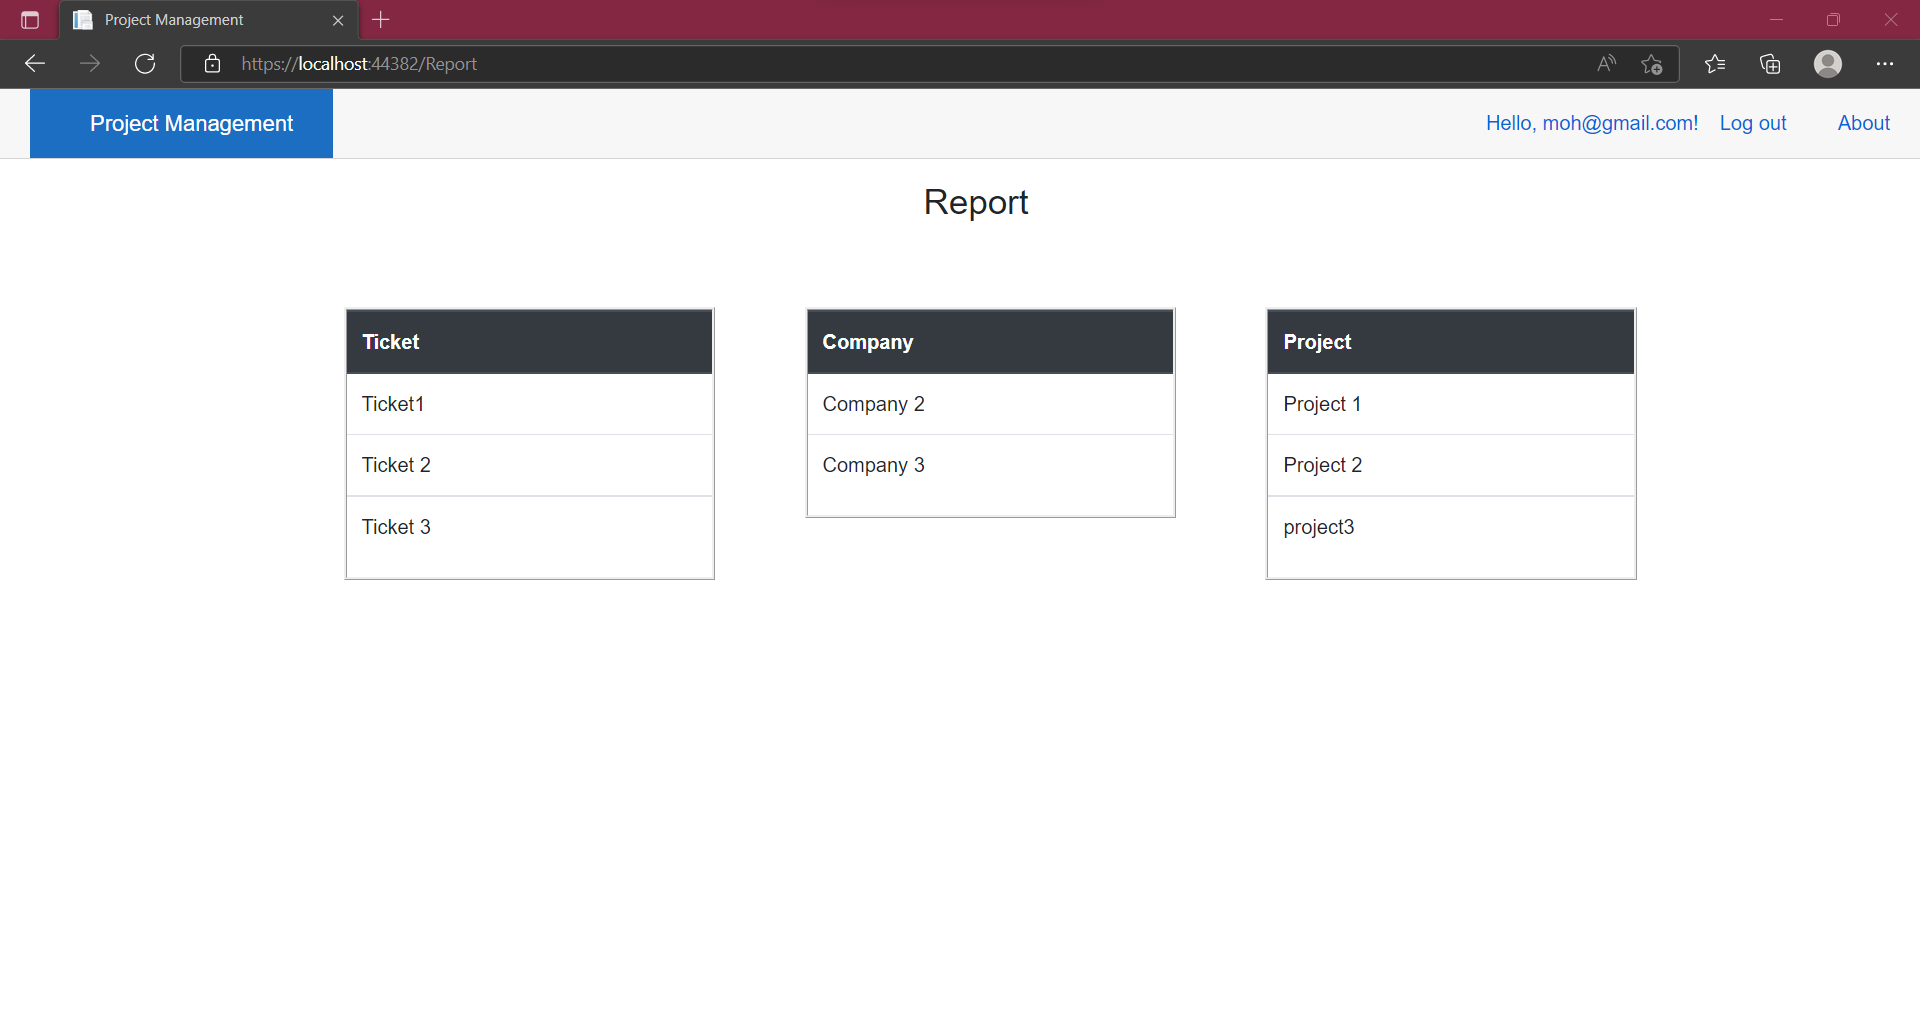 Project Management
https://localhost:44382/Report
Project Management
Hello, moh@gmail.com! Log out About
Report
Ticket
Ticket1
Ticket 2
Ticket 3
Company
Company 2
Company 3
Project
Project 1
Project 2
project3